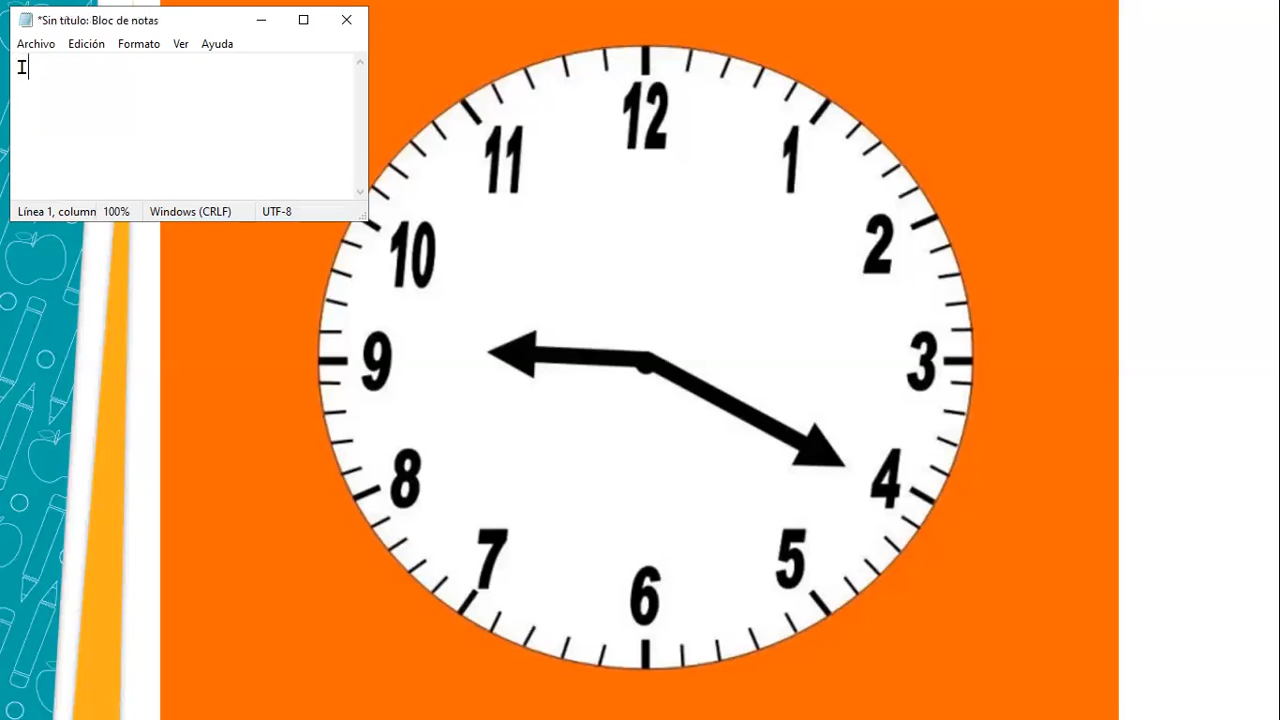 *Sin título: Bloc de notas
Archivo Edición Formato Ver Ayuda
Línea 1, column 100% Windows (CRLF) UTF-8
12
11 1
10 2
9 3
8 4
7 5
6